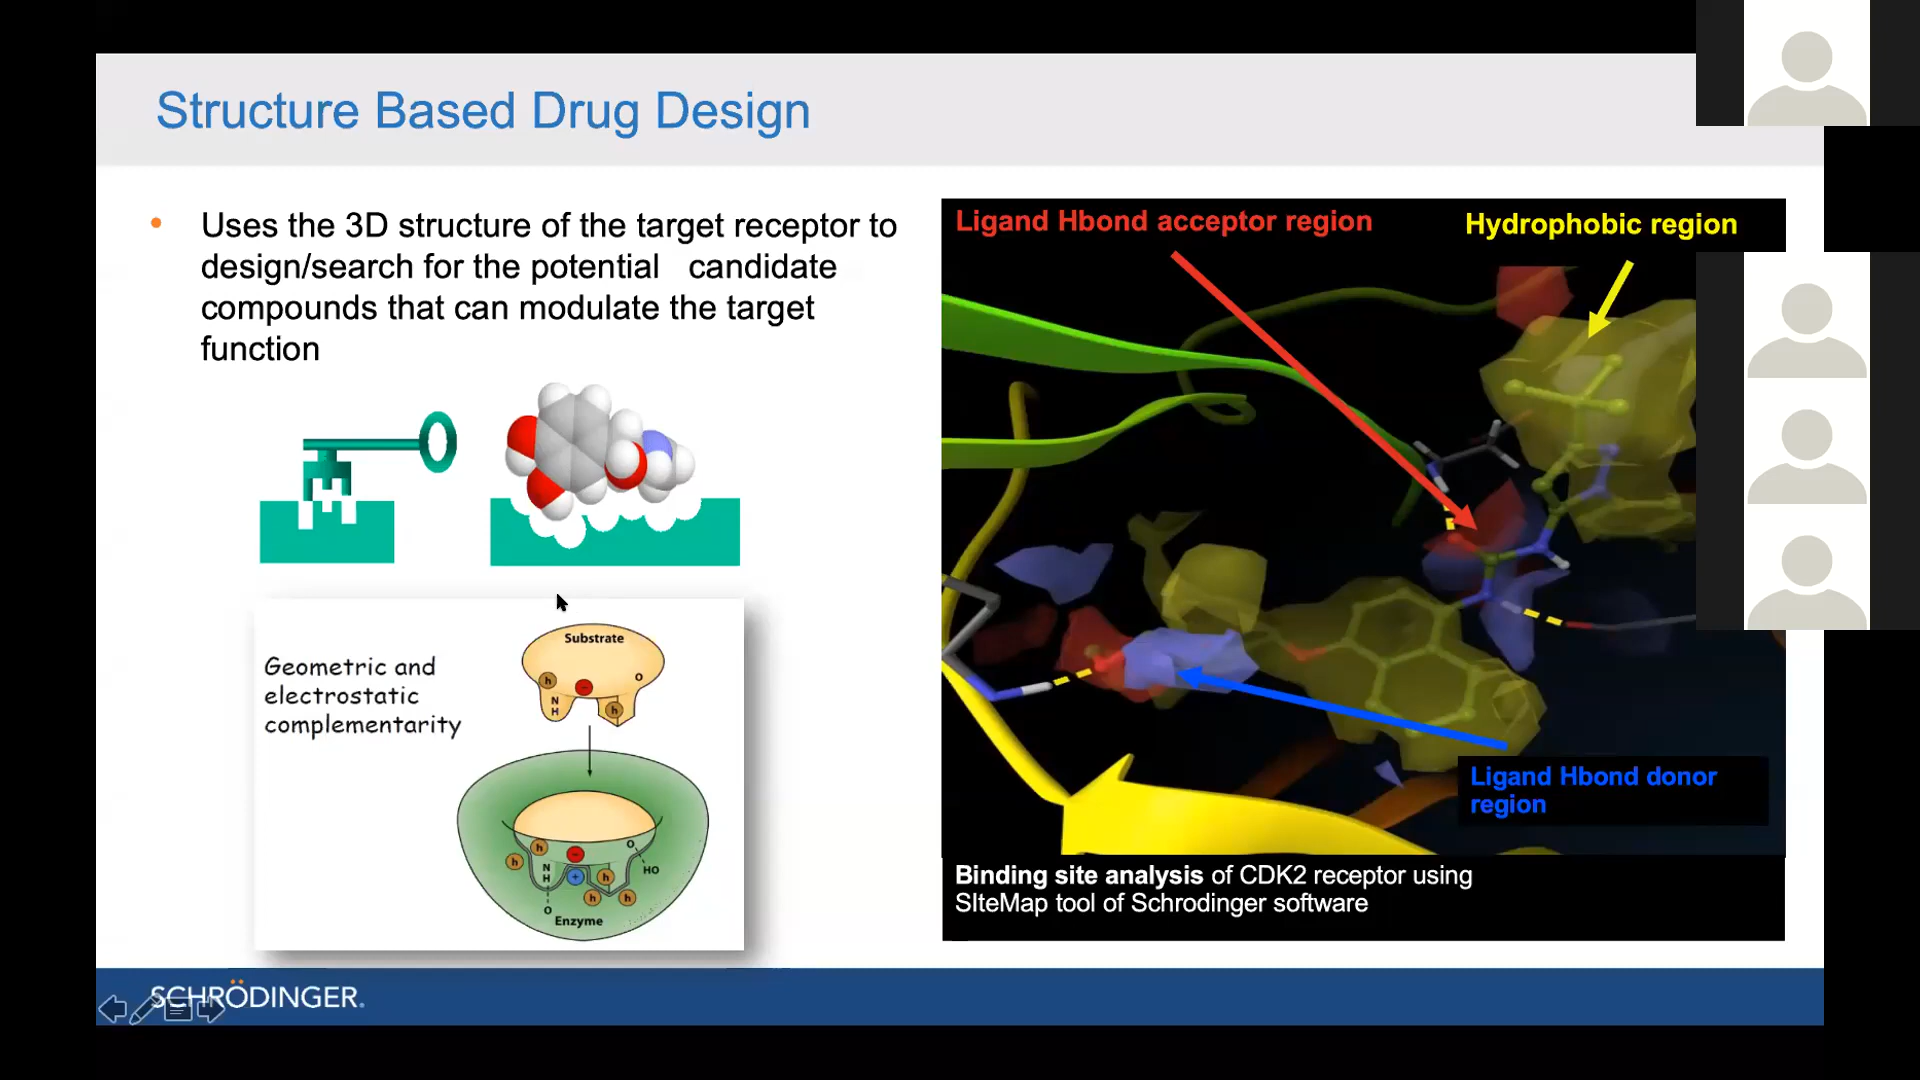 Structure Based Drug Design
• Uses the 3D structure of the target receptor to
design/search for the potential candidate
compounds that can modulate the target
function
Geometric and
electrostatic
complementarity
Substrate
h
−
O
N
H
h
h
h
−
O
N
H
+
h
HO
h
h
O
Enzyme
Ligand Hbond acceptor region
Hydrophobic region
Ligand Hbond donor
region
Binding site analysis of CDK2 receptor using
SIteMap tool of Schrodinger software
SCHRÖDINGER.